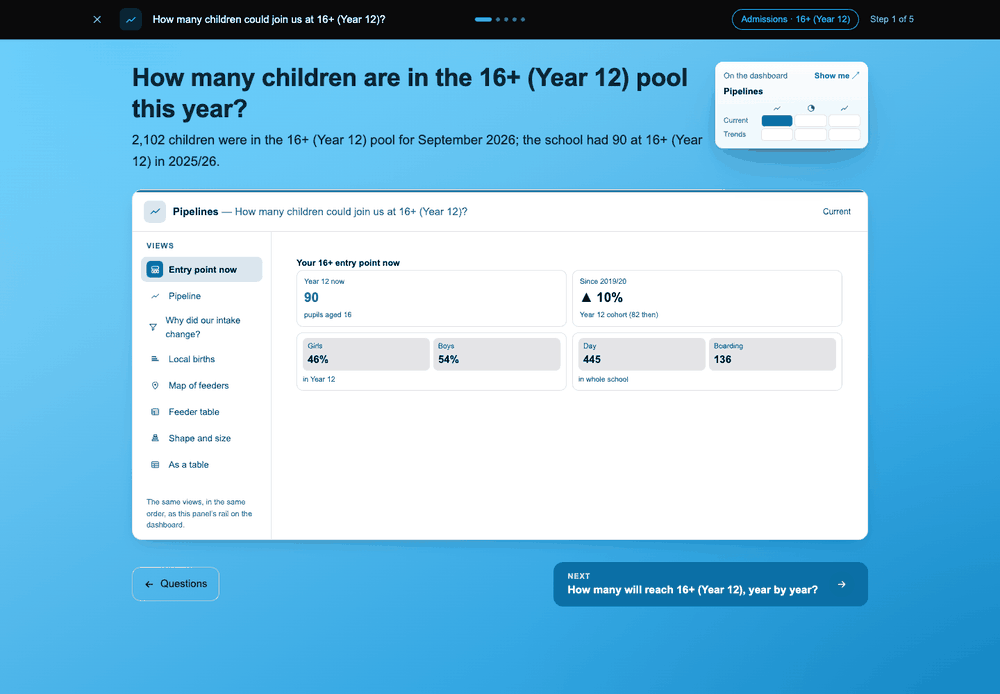 How many children could join us at 16+ (Year 12)?
Admissions · 16+ (Year 12)
Step 1 of 5
How many children are in the 16+ (Year 12) pool
this year?
2,102 children were in the 16+ (Year 12) pool for September 2026; the school had 90 at 16+ (Year
12) in 2025/26.
On the dashboard
Show me
Pipelines
Current
Trends
Pipelines — How many children could join us at 16+ (Year 12)?
Current
VIEWS
Entry point now
Pipeline
Why did our intake
change?
Local births
Map of feeders
Feeder table
Shape and size
As a table
The same views, in the same
order, as this panel's rail on the
dashboard.
Your 16+ entry point now
Year 12 now
90
pupils aged 16
Since 2019/20
▲ 10%
Year 12 cohort (82 then)
Girls
46%
Boys
54%
in Year 12
Day
445
Boarding
136
in whole school
← Questions
NEXT
How many will reach 16+ (Year 12), year by year?
→